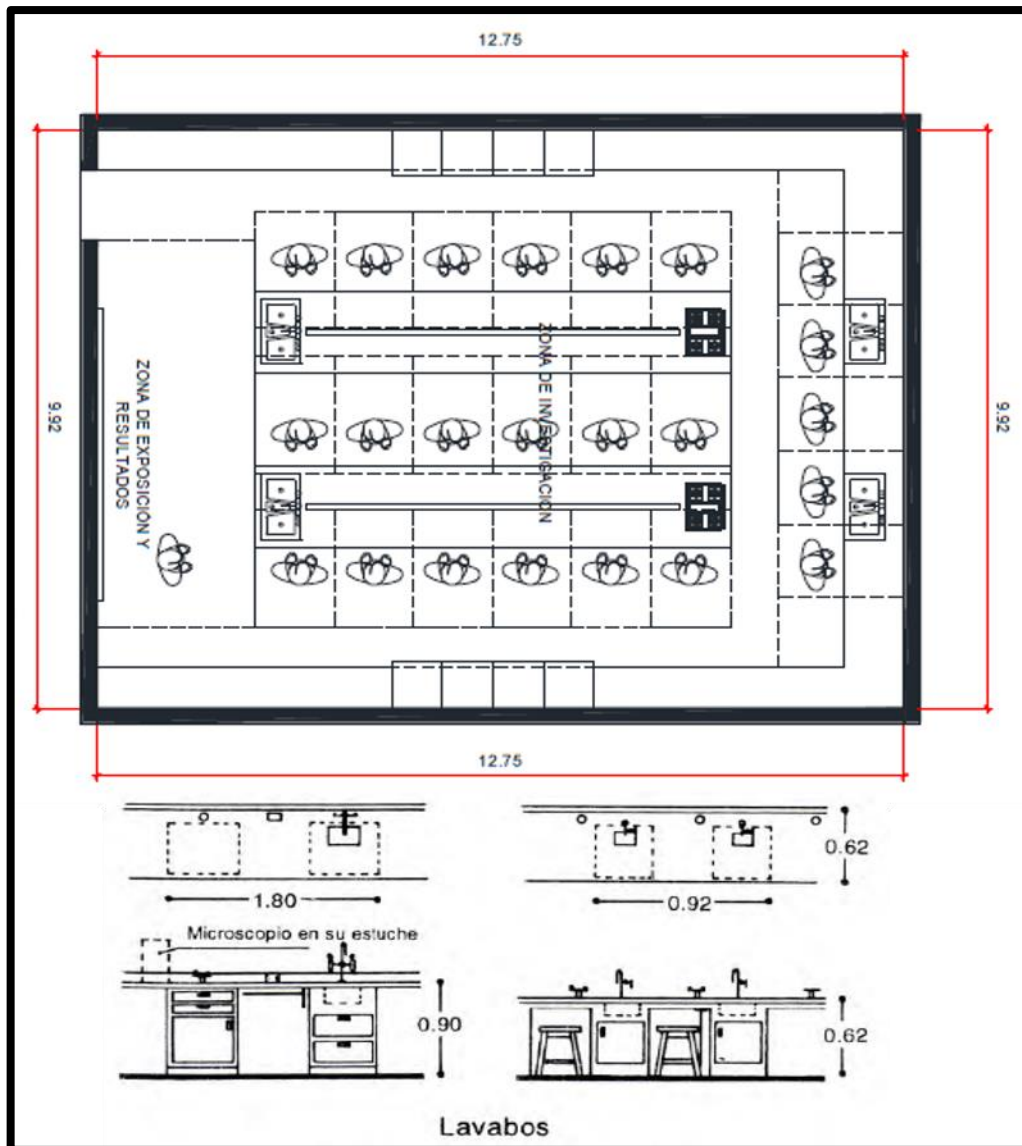 12.75
9.92
9.92
ZONA DE EXPOSICIÓN Y
RESULTADOS
ZONA DE INVESTIGACION
12.75
1.80
0.92
0.62
Microscopio en su estuche
0.90
0.62
Lavabos